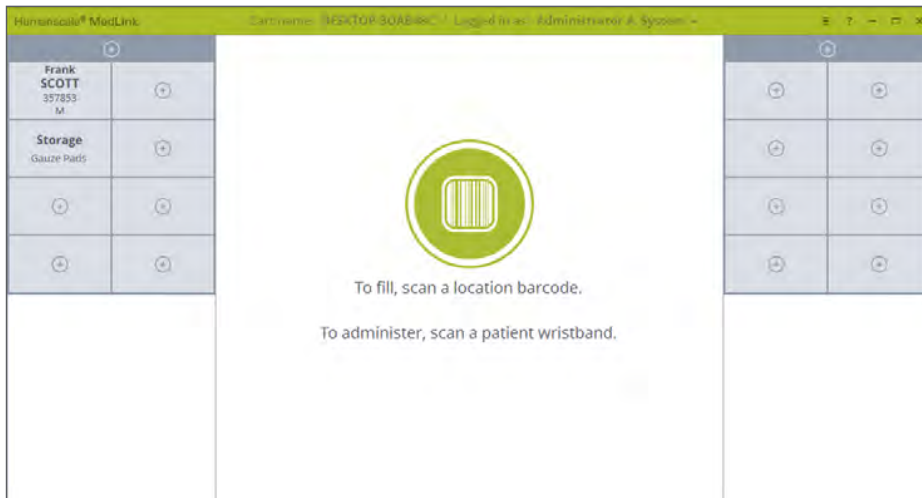 Humanscale® MedLink
Cart name: DESKTOP- / Logged in as: Administrator A. System
Frank
SCOTT
357853
M
Storage
Gauze Pads
To fill, scan a location barcode.
To administer, scan a patient wristband.